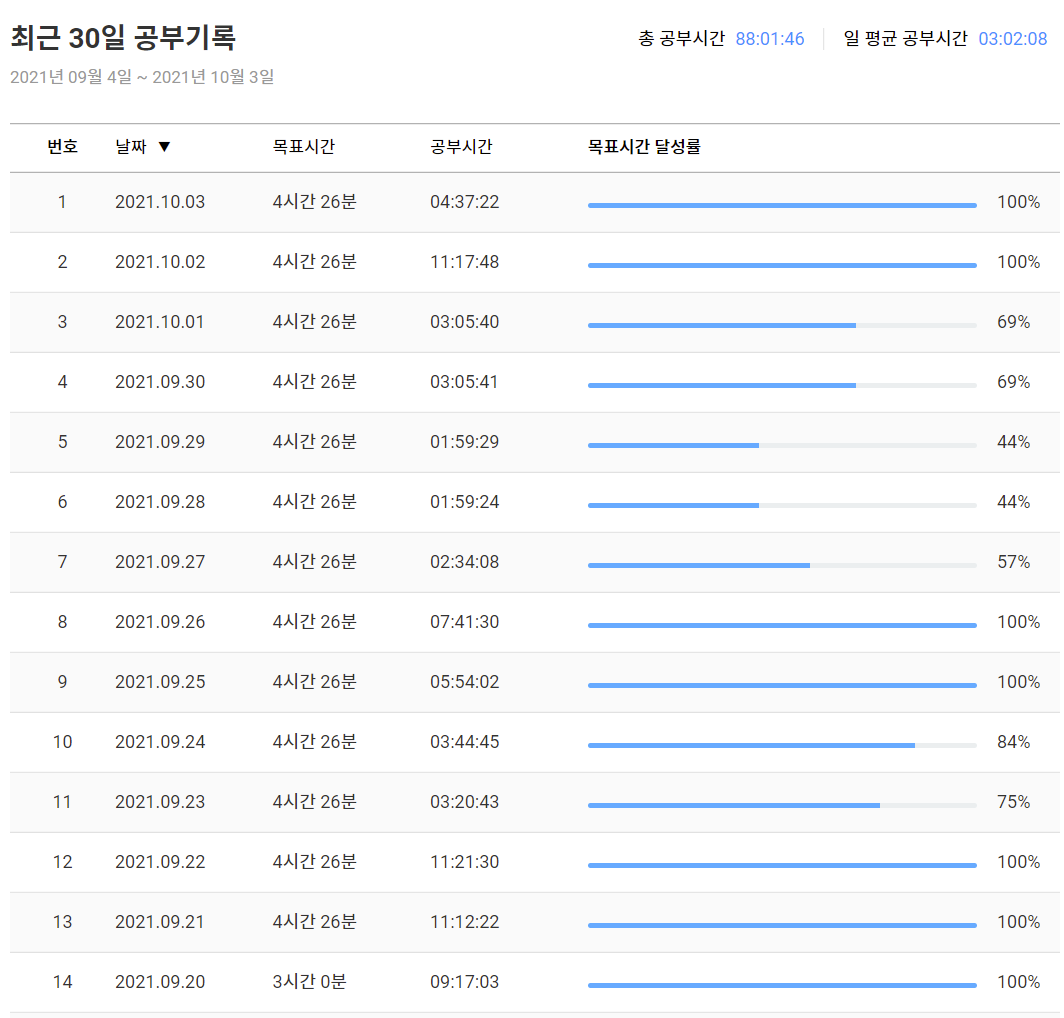 최근 30일 공부기록 총 공부시간 88:01:46 일 평균 공부시간 03:02:08
2021년 09월 4일 ~ 2021년 10월 3일
번호 날짜 ▼ 목표시간 공부시간 목표시간 달성률
1 2021.10.03 4시간 26분 04:37:22 100%
2 2021.10.02 4시간 26분 11:17:48 100%
3 2021.10.01 4시간 26분 03:05:40 69%
4 2021.09.30 4시간 26분 03:05:41 69%
5 2021.09.29 4시간 26분 01:59:29 44%
6 2021.09.28 4시간 26분 01:59:24 44%
7 2021.09.27 4시간 26분 02:34:08 57%
8 2021.09.26 4시간 26분 07:41:30 100%
9 2021.09.25 4시간 26분 05:54:02 100%
10 2021.09.24 4시간 26분 03:44:45 84%
11 2021.09.23 4시간 26분 03:20:43 75%
12 2021.09.22 4시간 26분 11:21:30 100%
13 2021.09.21 4시간 26분 11:12:22 100%
14 2021.09.20 3시간 0분 09:17:03 100%